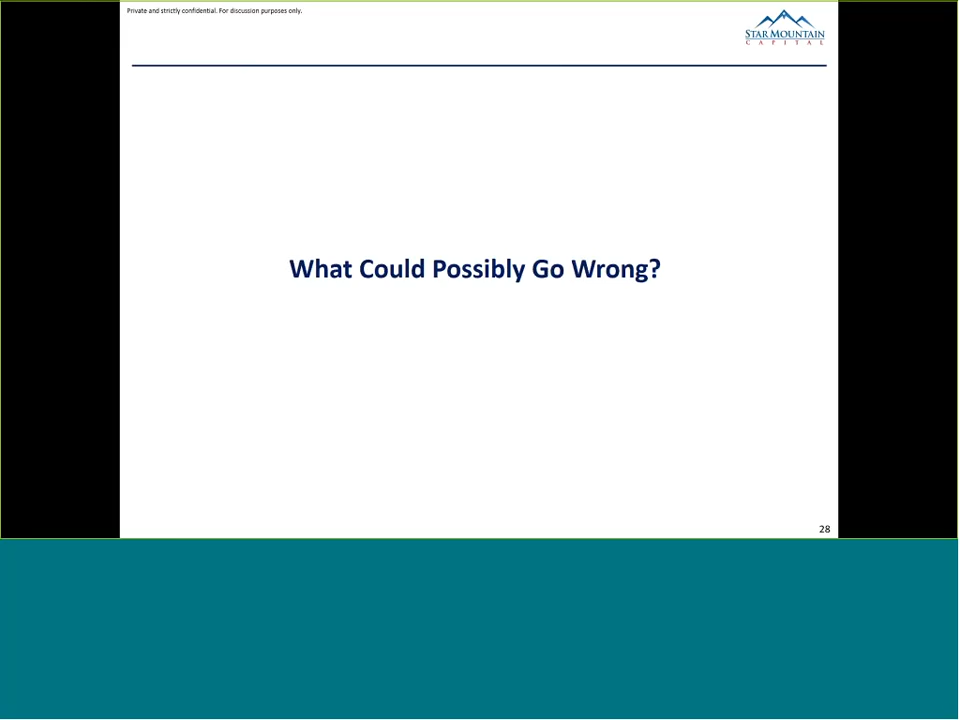 Private and strictly confidential. For discussion purposes only.
STAR MOUNTAIN
CAPITAL
What Could Possibly Go Wrong?
28